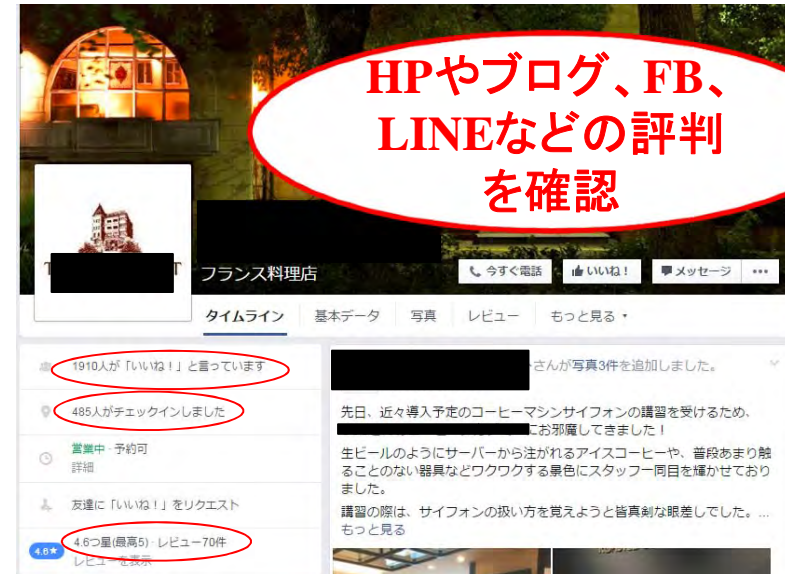 HPやブログ、FB、
LINEなどの評判
を確認
フランス料理店
今すぐ電話
いいね！
メッセージ
タイムライン
基本データ
写真
レビュー
もっと見る
1910人が「いいね！」と言っています
485人がチェックインしました
営業中・予約可
詳細
友達に「いいね！」をリクエスト
4.6★
4.6つ星(最高5)・レビュー70件
レビューを表示
さんが写真3件を追加しました。
先日、近々導入予定のコーヒーマシンサイフォンの講習を受けるため、
にお邪魔してきました！
生ビールのようにサーバーから注がれるアイスコーヒーや、普段あまり触
ることのない器具などワクワクする景色にスタッフ一同目を輝かせており
ました。
講習の際は、サイフォンの扱い方を覚えようと皆真剣な眼差しでした。...
もっと見る